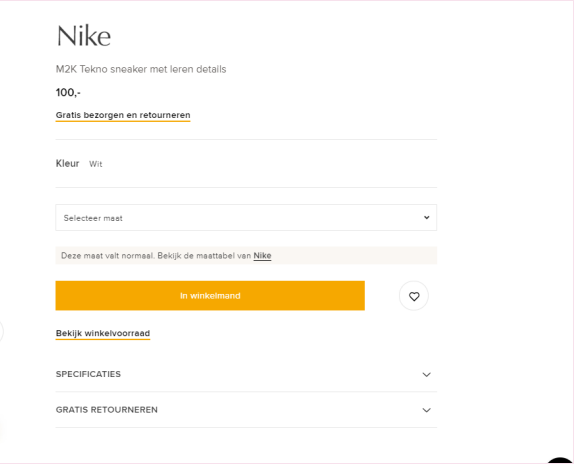 Nike
M2K Tekno sneaker met leren details
100,-
Gratis bezorgen en retourneren
Kleur Wit
Selecteer maat
Deze maat valt normaal. Bekijk de maattabel van Nike
In winkelmand
Bekijk winkelvoorraad
SPECIFICATIES
GRATIS RETOURNEREN